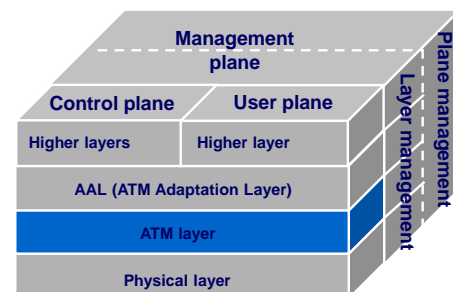 Management
plane
Control plane
User plane
Higher layers
Higher layer
AAL (ATM Adaptation Layer)
ATM layer
Physical layer
Layer management
Plane management